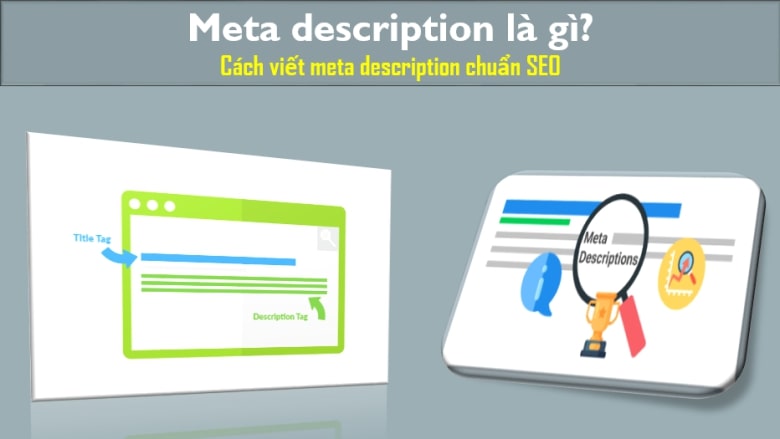 Meta description là gì?
Cách viết meta description chuẩn SEO
Title Tag
Description Tag
Meta
Descriptions